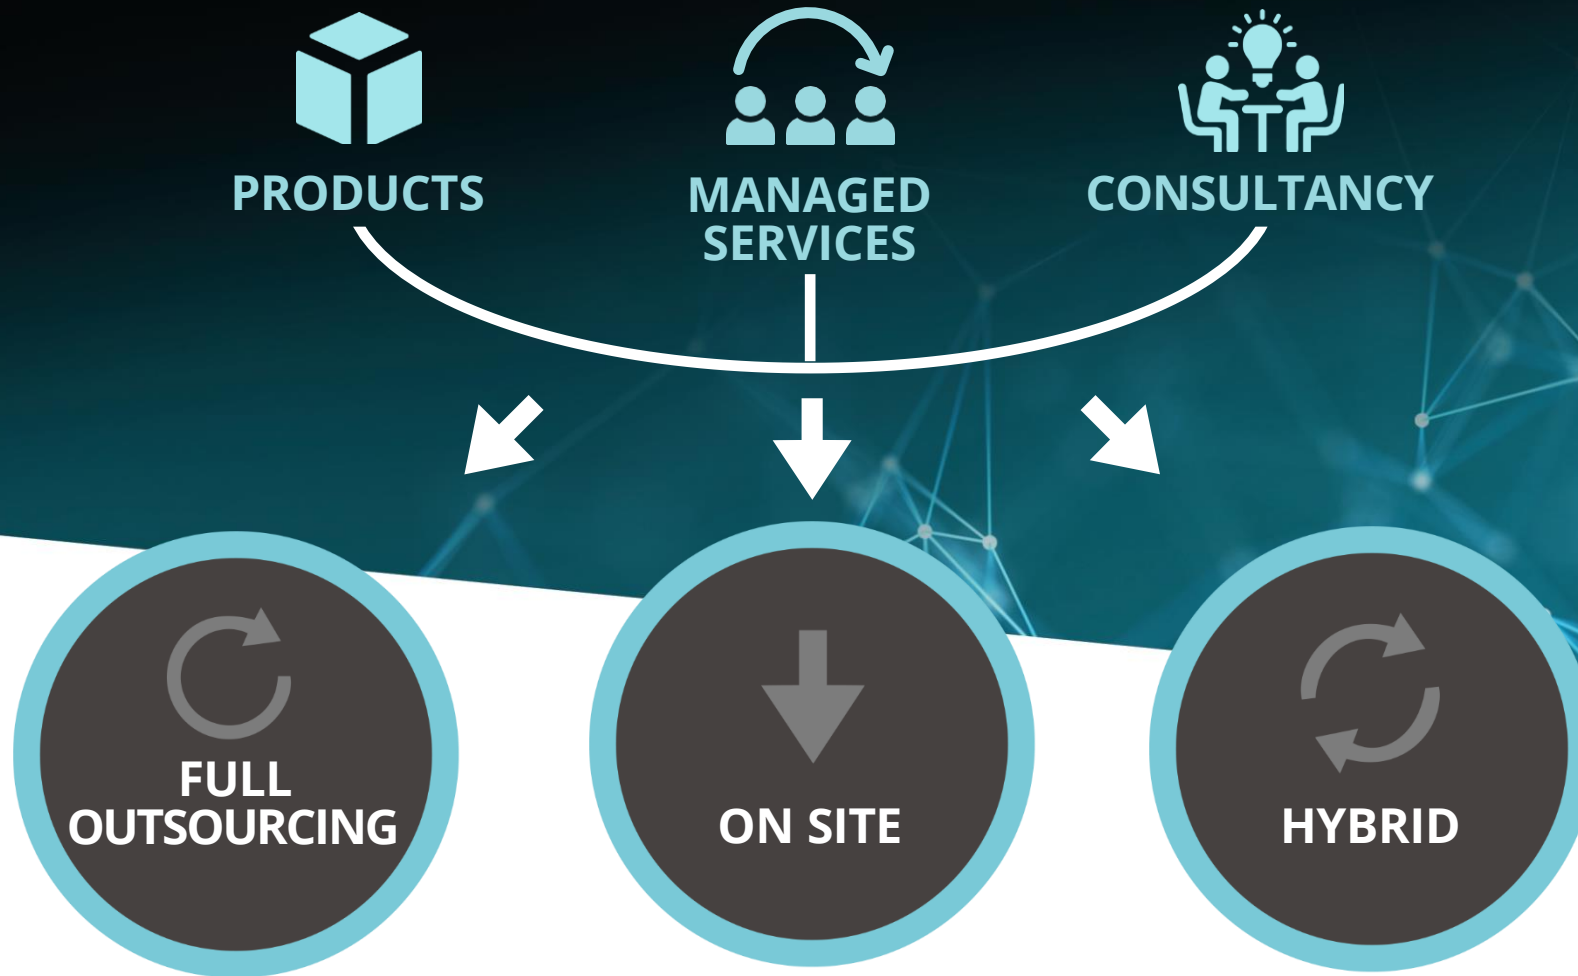 PRODUCTS
MANAGED
SERVICES
CONSULTANCY
FULL
OUTSOURCING
ON SITE
HYBRID